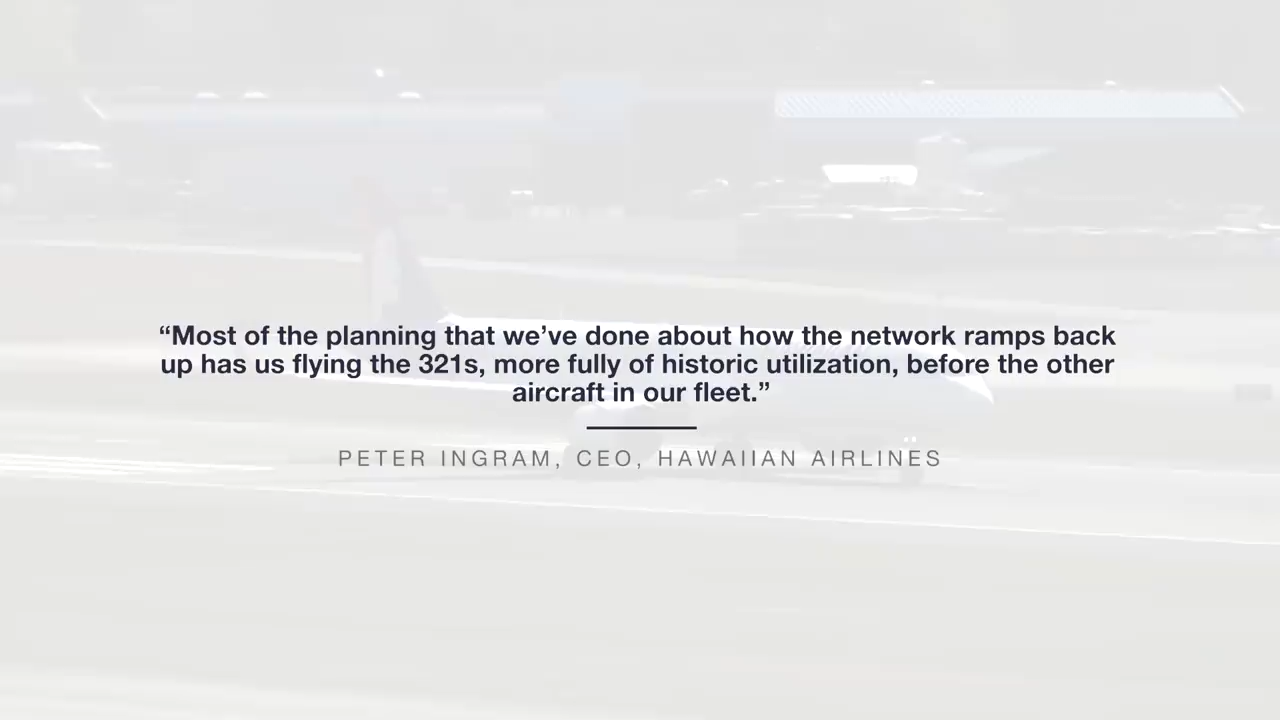 “Most of the planning that we’ve done about how the network ramps back
up has us flying the 321s, more fully of historic utilization, before the other
aircraft in our fleet.”
PETER INGRAM, CEO, HAWAIIAN AIRLINES